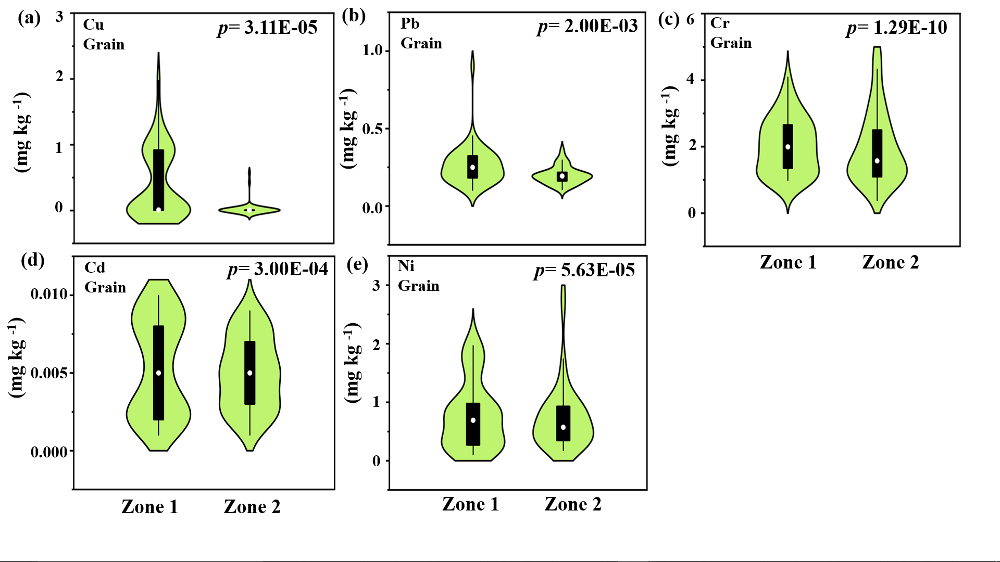 (a)
Cu
Grain
p= 3.11E-05
3
2
1
0
(mg kg -1)
(b)
Pb
Grain
p= 2.00E-03
1.0
0.5
0.0
(mg kg -1)
(c)
Cr
Grain
p= 1.29E-10
6
4
2
0
(mg kg -1)
Zone 1 Zone 2
(d)
Cd
Grain
p= 3.00E-04
0.010
0.005
0.000
(mg kg -1)
Zone 1 Zone 2
(e)
Ni
Grain
p= 5.63E-05
3
2
1
0
(mg kg -1)
Zone 1 Zone 2